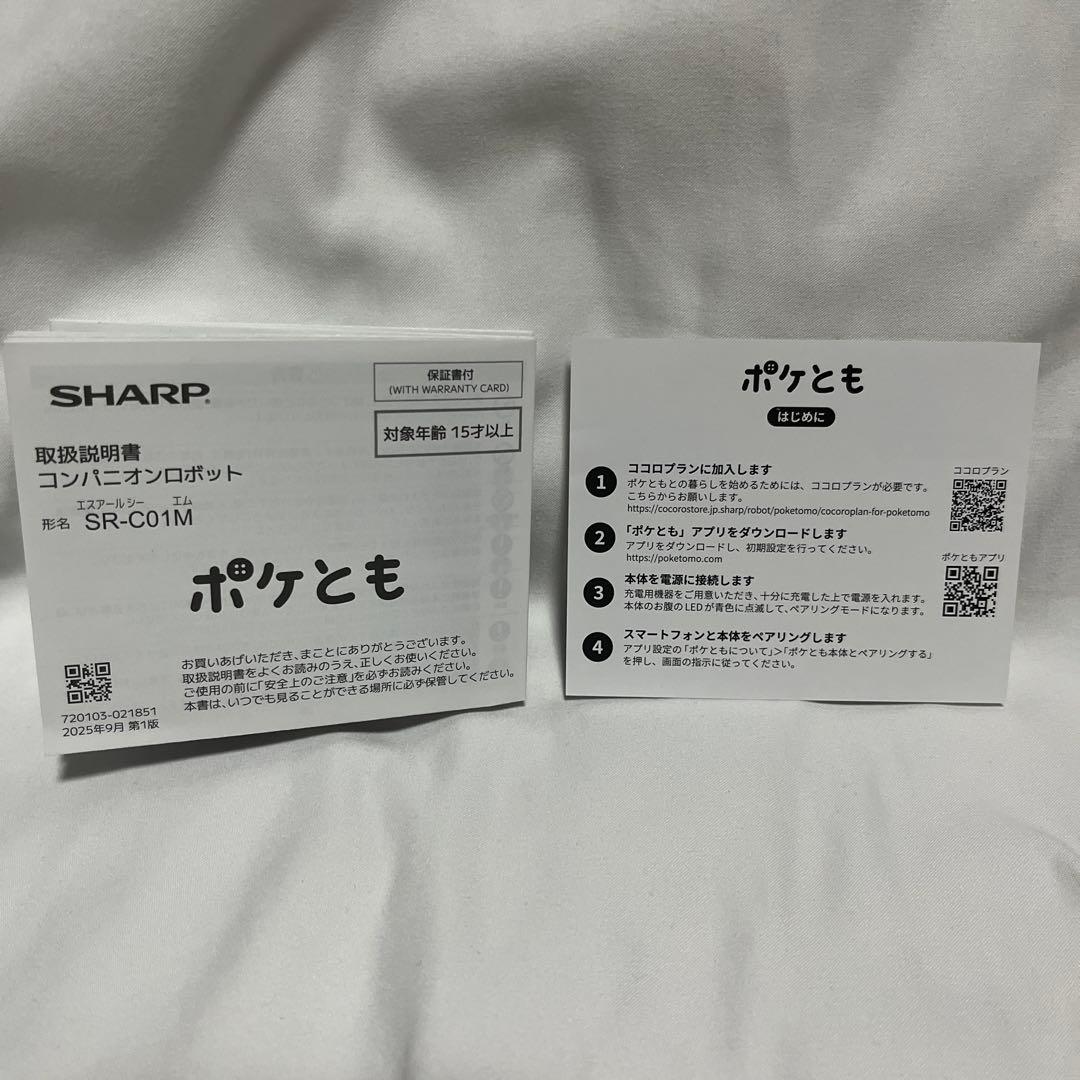 SHARP®
保証書付
(WITH WARRANTY CARD)
対象年齢 15才以上
取扱説明書
コンパニオンロボット
エスアールシー エム
形名 SR-C01M
ポケとも
お買いあげいただき、まことにありがとうございます。
取扱説明書をよくお読みのうえ、正しくお使いください。
ご使用の前に「安全上のご注意」を必ずお読みください。
本書は、いつでも見ることができる場所に必ず保管してください。
720103-021851
2025年9月 第1版
ポケとも
はじめに
1 ココロプランに加入します
ポケともとの暮らしを始めるためには、ココロプランが必要です。
こちらからお願いします。
https://cocorostore.jp.sharp/robot/poketomo/cocoroplan-for-poketomo
ココロプラン
2 「ポケとも」アプリをダウンロードします
アプリをダウンロードし、初期設定を行ってください。
https://poketomo.com
ポケともアプリ
3 本体を電源に接続します
充電用機器をご用意いただき、十分に充電した上で電源を入れます。
本体のお腹のLEDが青色に点滅して、ペアリングモードになります。
4 スマートフォンと本体をペアリングします
アプリ設定の「ポケともについて」>「ポケとも本体とペアリングする」
を押し、画面の指示に従ってください。